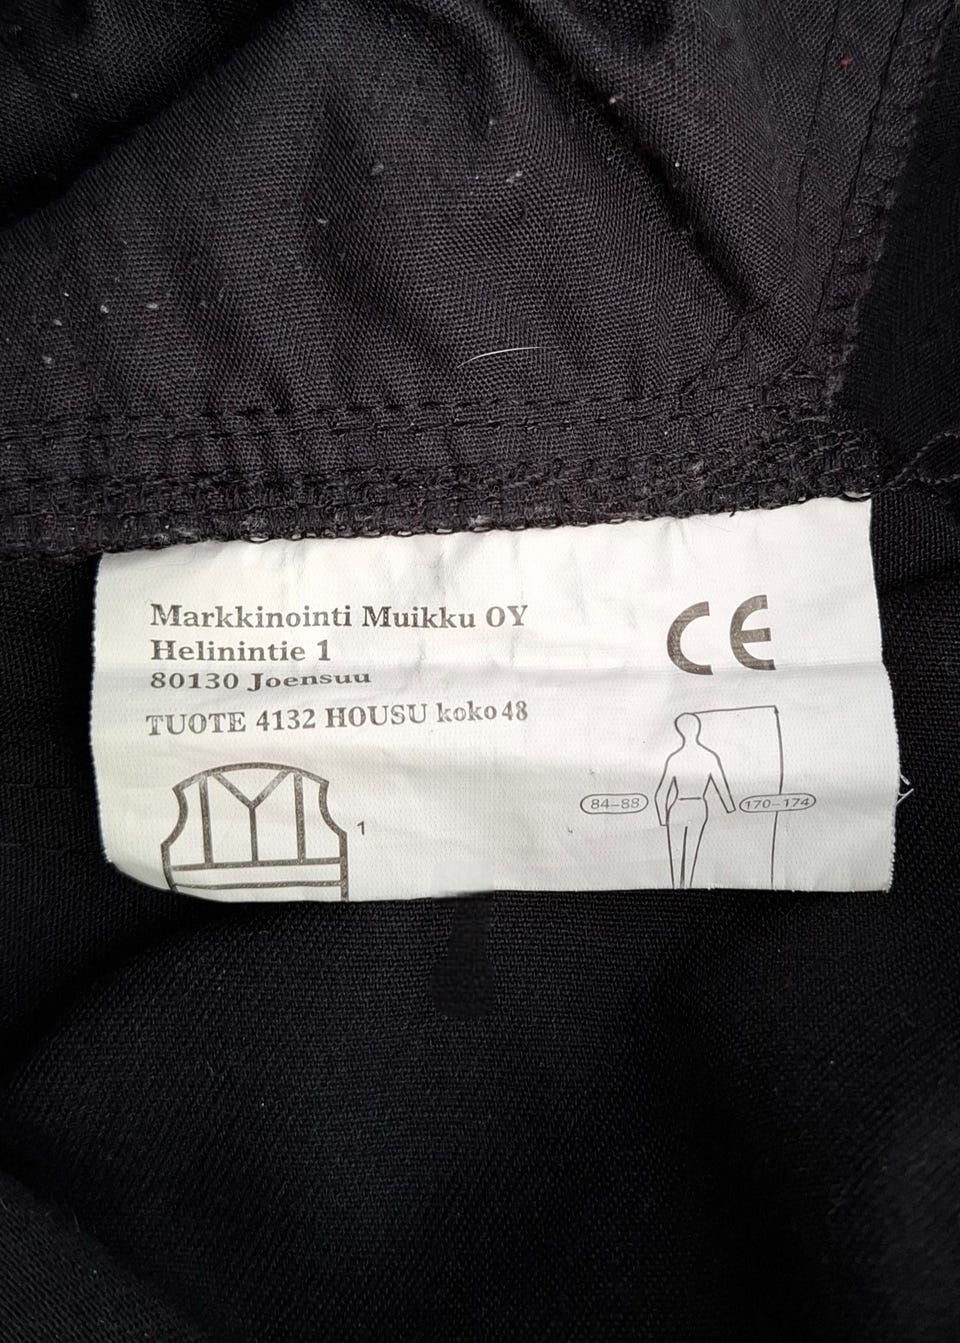 Markkinointi Muikku OY
Helinintie 1
80130 Joensuu
TUOTE 4132 HOUSU koko 48
CE
84-88
170-174
1